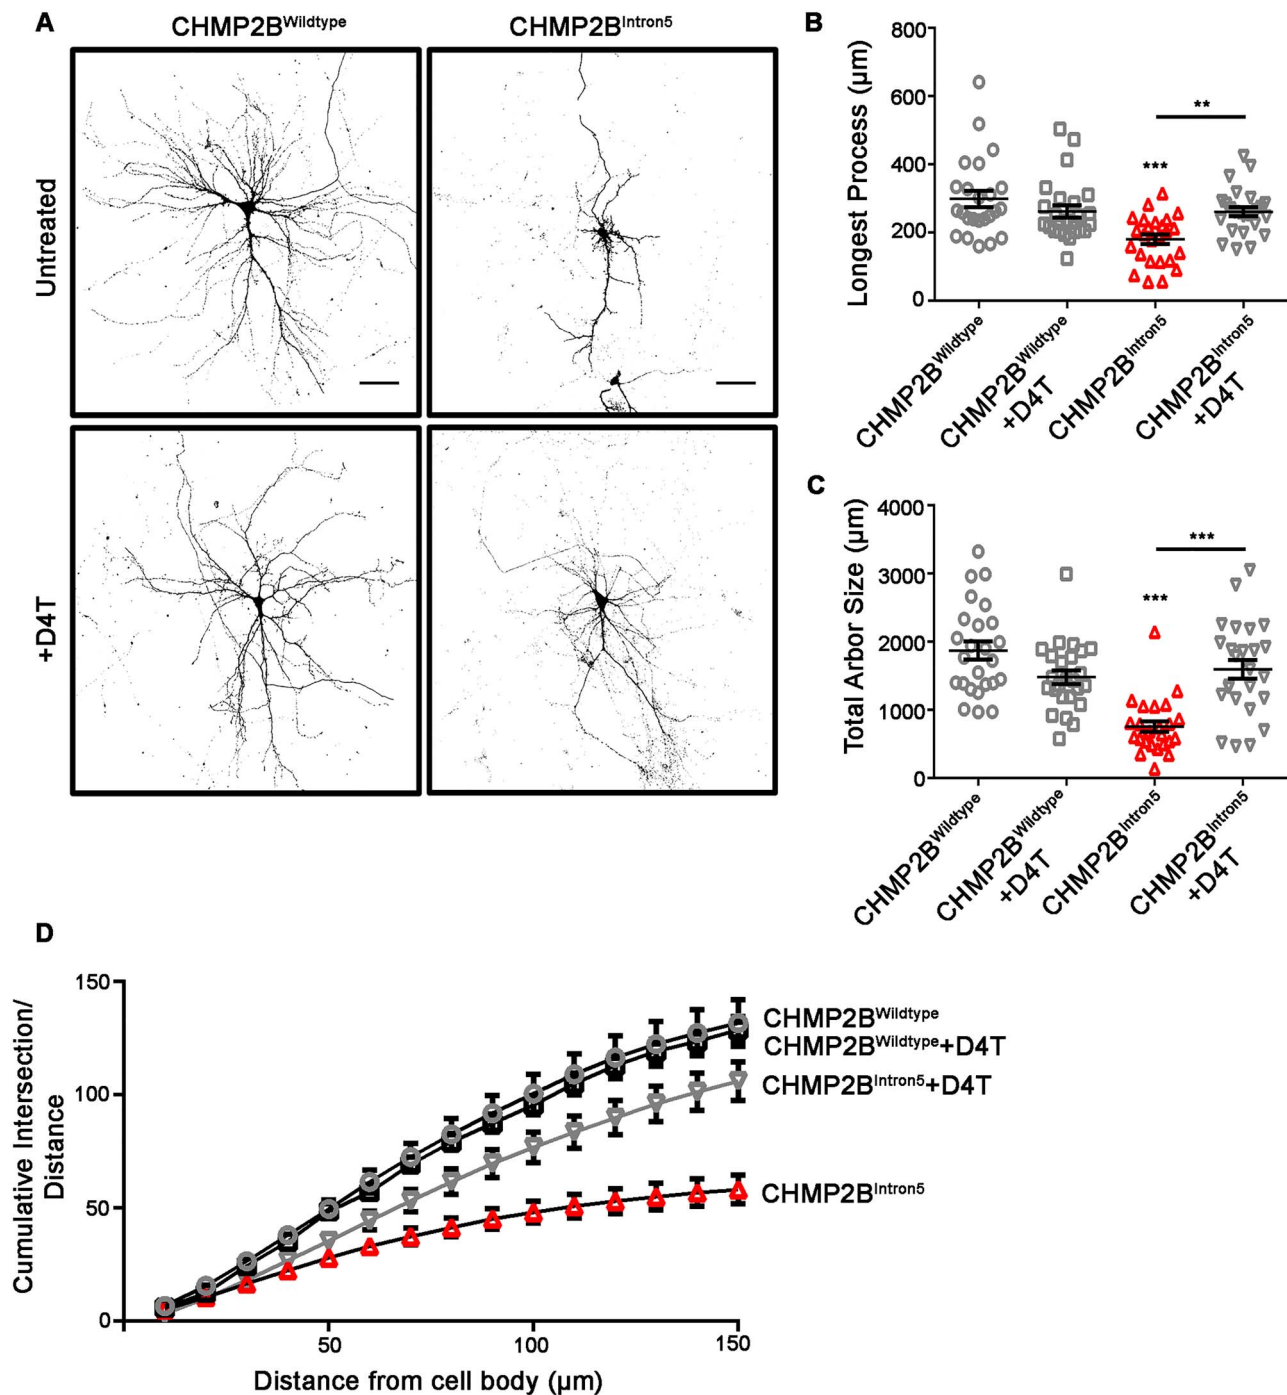 A
CHMP2BWildtype
CHMP2BIntron5
Untreated
+D4T
B
Longest Process (µm)
800
600
400
200
0
**
***
CHMP2BWildtype
CHMP2BWildtype
+D4T
CHMP2BIntron5
CHMP2BIntron5
+D4T
C
Total Arbor Size (µm)
4000
3000
2000
1000
0
***
***
CHMP2BWildtype
CHMP2BWildtype
+D4T
CHMP2BIntron5
CHMP2BIntron5
+D4T
D
Cumulative Intersection/
Distance
150
100
50
0
50
100
150
Distance from cell body (µm)
CHMP2BWildtype
CHMP2BWildtype+D4T
CHMP2BIntron5+D4T
CHMP2BIntron5